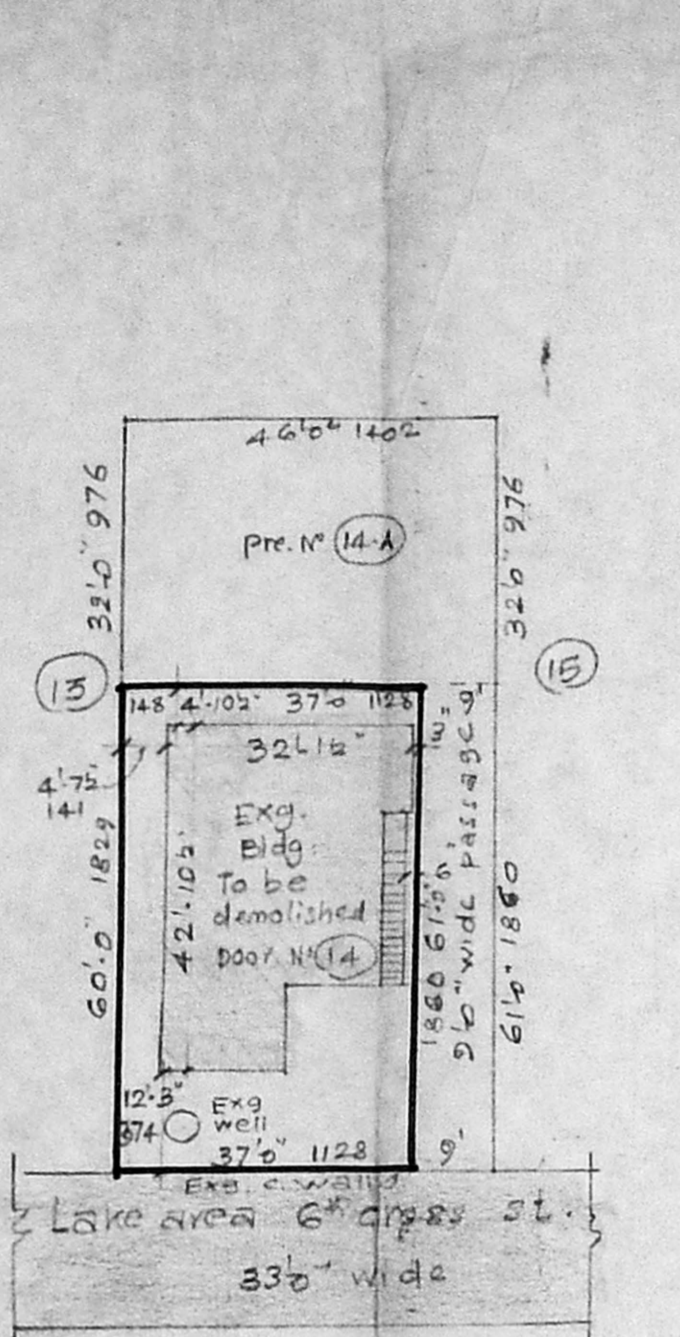 46'0" 1402
32'0" 976
pre. No 14-A
32'0" 976
13
15
148 4'-10½" 37'0 1128 9'
32'1½"
3"
4'-7½"
141
Exg.
Bldg.
To be
demolished
Door. No 14
42'-10½"
60'-0" 1829
6"
1860 61'-0"
9'0" wide passage
61'0" 1860
12'-3"
374
Exg
well
37'0" 1128 9'
Exg. c. wall
Lake area 6th cross st.
33'0" wide